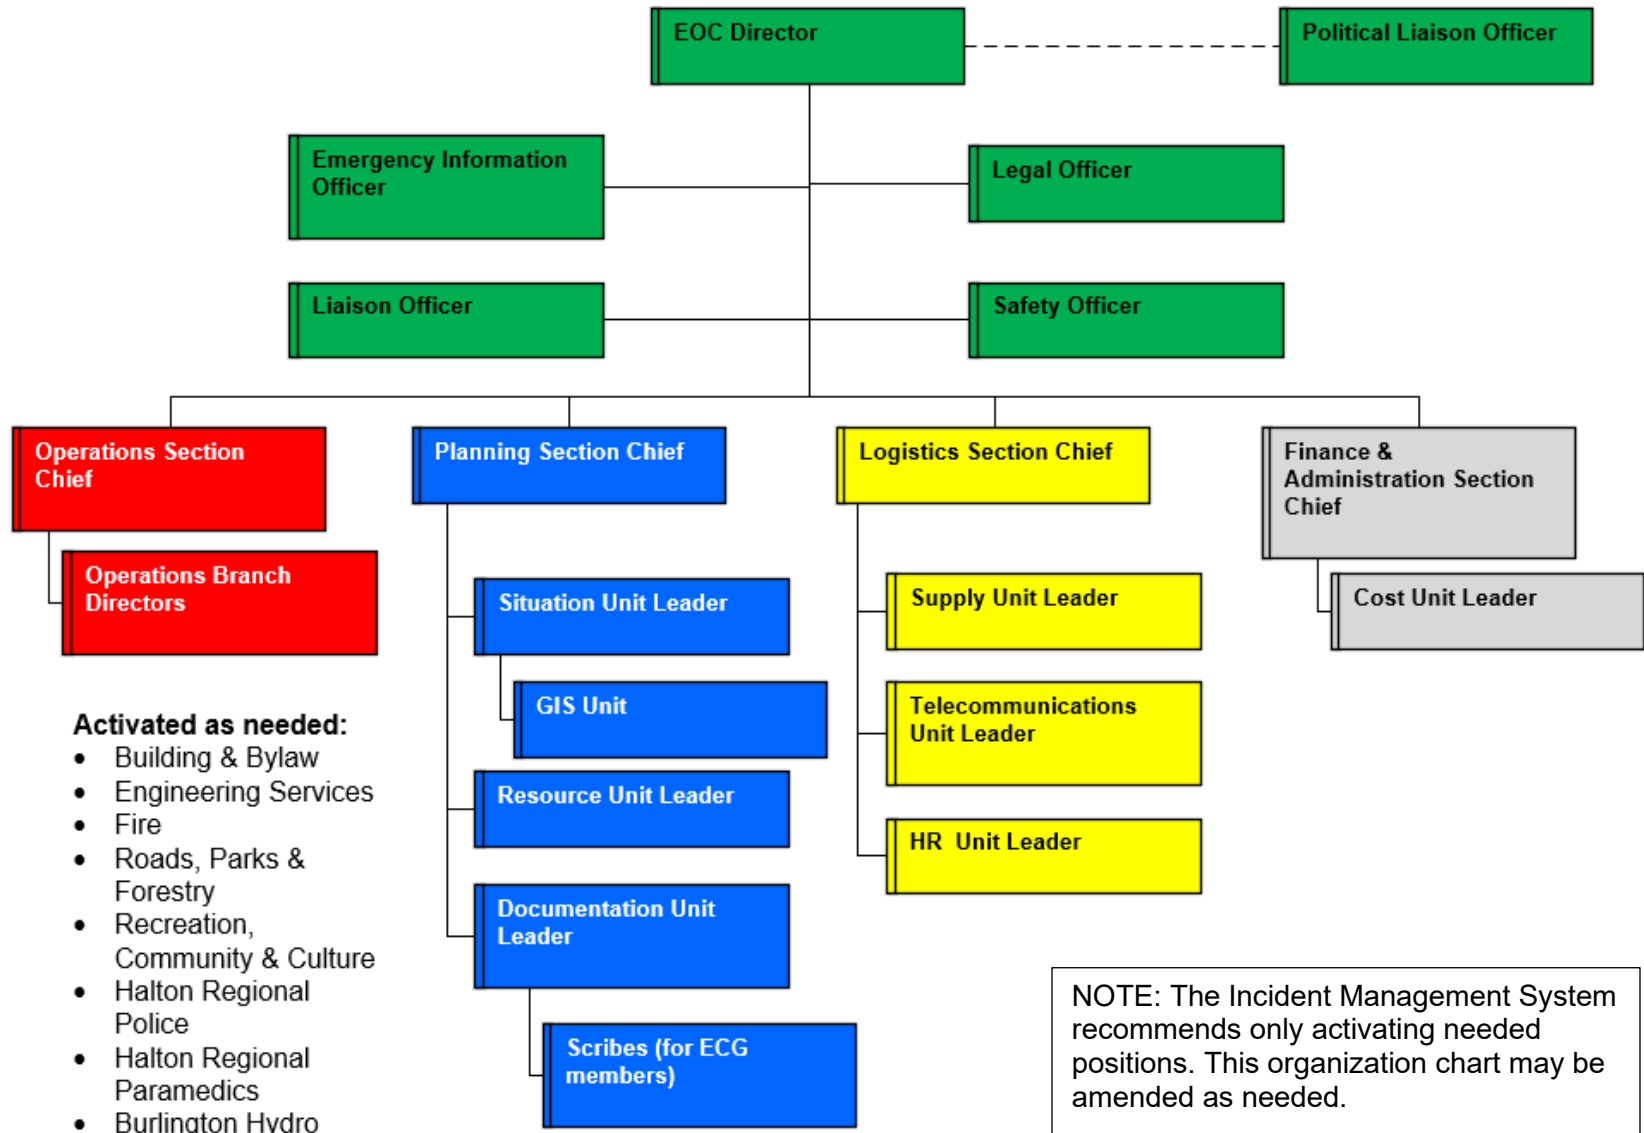 EOC Director
Political Liaison Officer
Emergency Information
Officer
Legal Officer
Liaison Officer
Safety Officer
Operations Section
Chief
Operations Branch
Directors
Activated as needed:
• Building & Bylaw
• Engineering Services
• Fire
• Roads, Parks &
Forestry
• Recreation,
Community & Culture
• Halton Regional
Police
• Halton Regional
Paramedics
• Burlington Hydro
Planning Section Chief
Situation Unit Leader
GIS Unit
Resource Unit Leader
Documentation Unit
Leader
Scribes (for ECG
members)
Logistics Section Chief
Supply Unit Leader
Telecommunications
Unit Leader
HR Unit Leader
Finance &
Administration Section
Chief
Cost Unit Leader
NOTE: The Incident Management System
recommends only activating needed
positions. This organization chart may be
amended as needed.